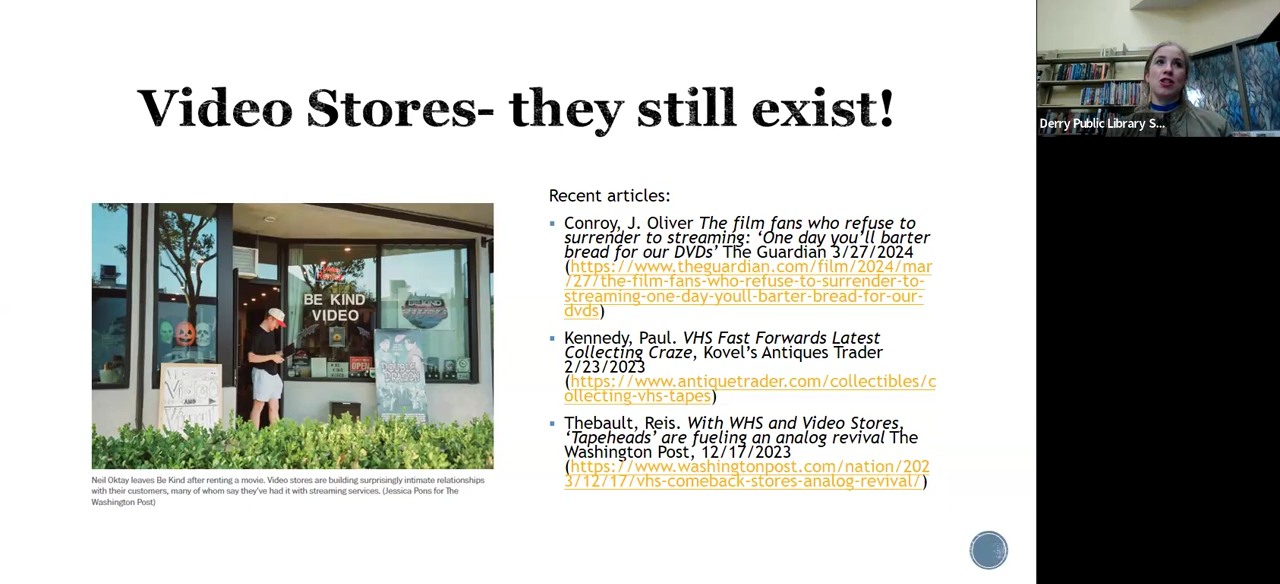 Video Stores- they still exist!
Derry Public Library S...
BE KIND
VIDEO
OPEN
DOUBLE
DRAGON
Neil Oktay leaves Be Kind after renting a movie. Video stores are building surprisingly intimate relationships
with their customers, many of whom say they've had it with streaming services. (Jessica Pons for The
Washington Post)
Recent articles:
Conroy, J. Oliver The film fans who refuse to
surrender to streaming: ‘One day you’ll barter
bread for our DVDs’ The Guardian 3/27/2024
(https://www.theguardian.com/film/2024/mar
/27/the-film-fans-who-refuse-to-surrender-to-
streaming-one-day-youll-barter-bread-for-our-
dvds)
Kennedy, Paul. VHS Fast Forwards Latest
Collecting Craze, Kovel’s Antiques Trader
2/23/2023
(https://www.antiquetrader.com/collectibles/c
ollecting-vhs-tapes)
Thebault, Reis. With WHS and Video Stores,
‘Tapeheads’ are fueling an analog revival The
Washington Post, 12/17/2023
(https://www.washingtonpost.com/nation/202
3/12/17/vhs-comeback-stores-analog-revival/)